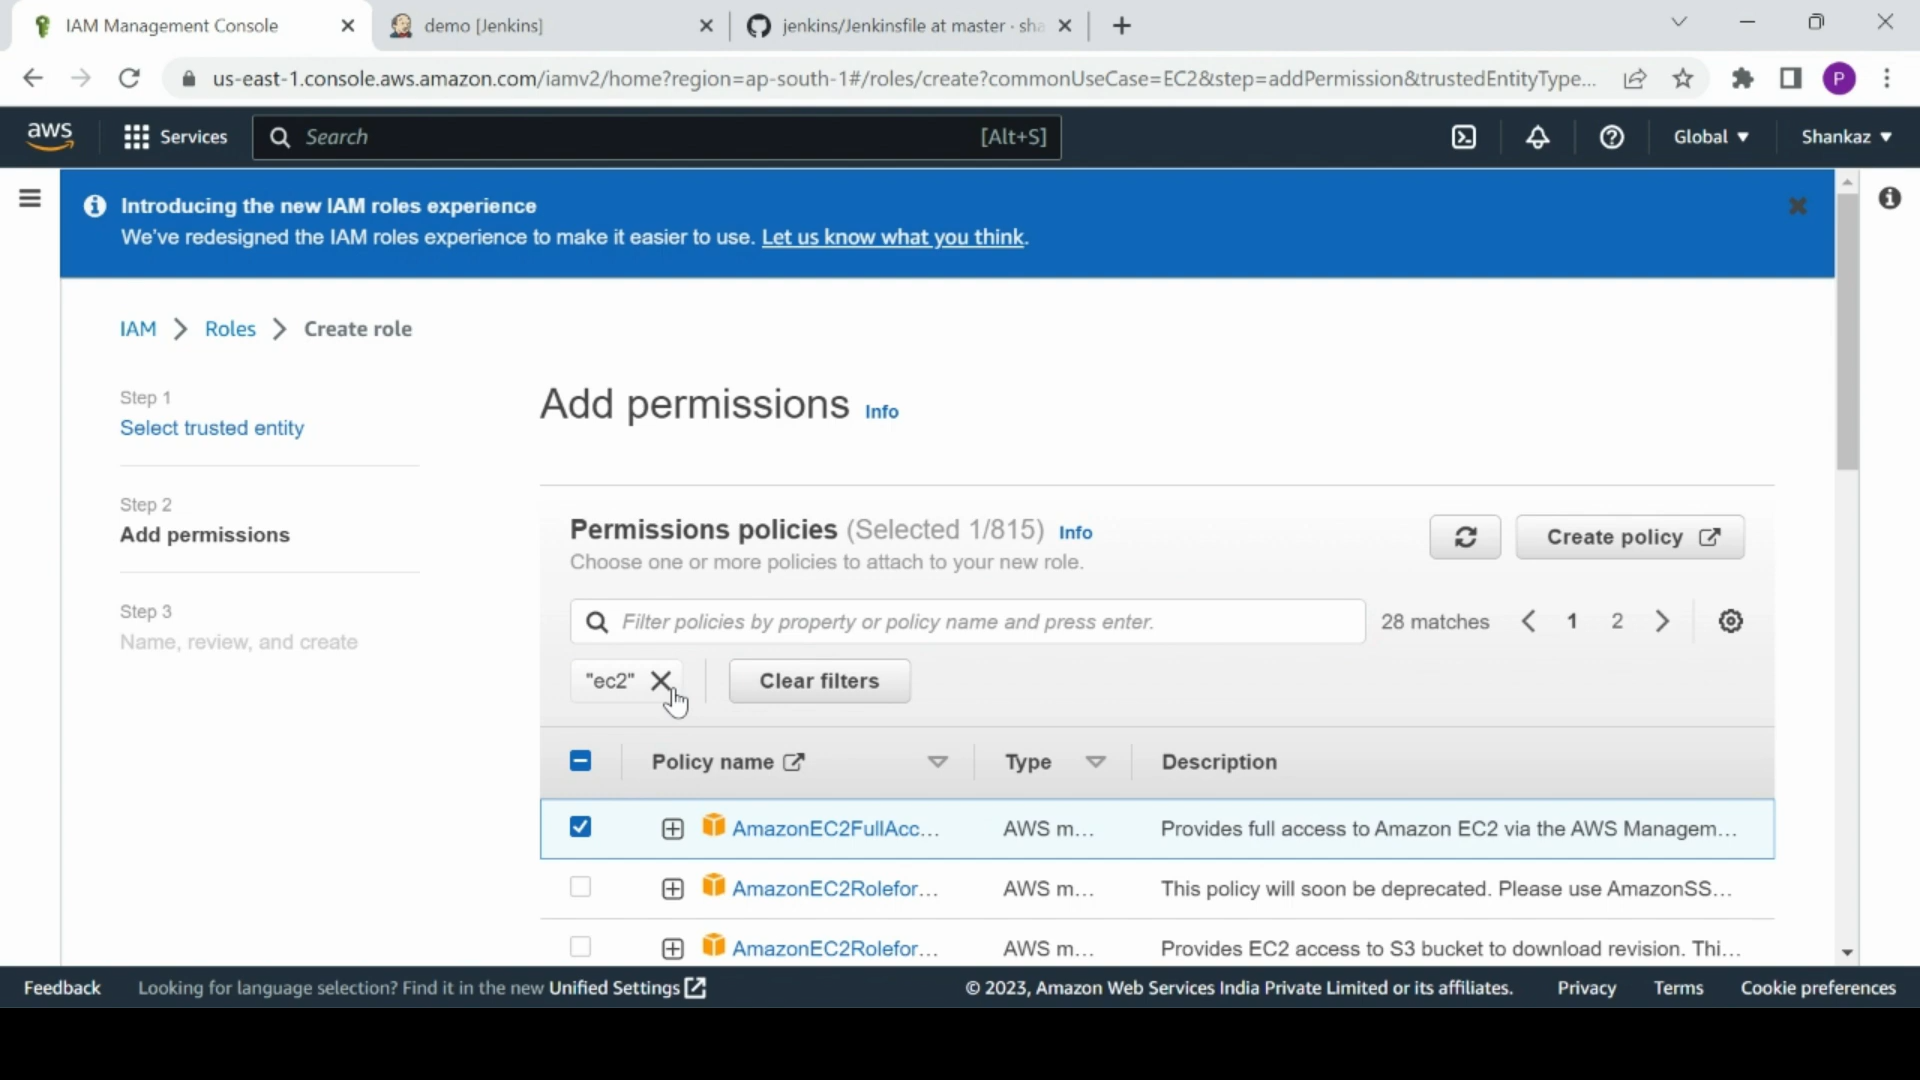 IAM Management Console
demo [Jenkins]
jenkins/Jenkinsfile at master · sha
us-east-1.console.aws.amazon.com/iamv2/home?region=ap-south-1#/roles/create?commonUseCase=EC2&step=addPermission&trustedEntityType...
P
aws
Services
Search
[Alt+S]
Global
Shankaz
Introducing the new IAM roles experience
We've redesigned the IAM roles experience to make it easier to use. Let us know what you think.
IAM > Roles > Create role
Step 1
Select trusted entity
Step 2
Add permissions
Step 3
Name, review, and create
Add permissions Info
Permissions policies (Selected 1/815) Info
Choose one or more policies to attach to your new role.
Create policy
Filter policies by property or policy name and press enter.
28 matches
1
2
"ec2"
Clear filters
Policy name
Type
Description
AmazonEC2FullAcc... AWS m... Provides full access to Amazon EC2 via the AWS Managem...
AmazonEC2Rolefor... AWS m... This policy will soon be deprecated. Please use AmazonSS...
AmazonEC2Rolefor... AWS m... Provides EC2 access to S3 bucket to download revision. Thi...
Feedback
Looking for language selection? Find it in the new Unified Settings
© 2023, Amazon Web Services India Private Limited or its affiliates.
Privacy
Terms
Cookie preferences